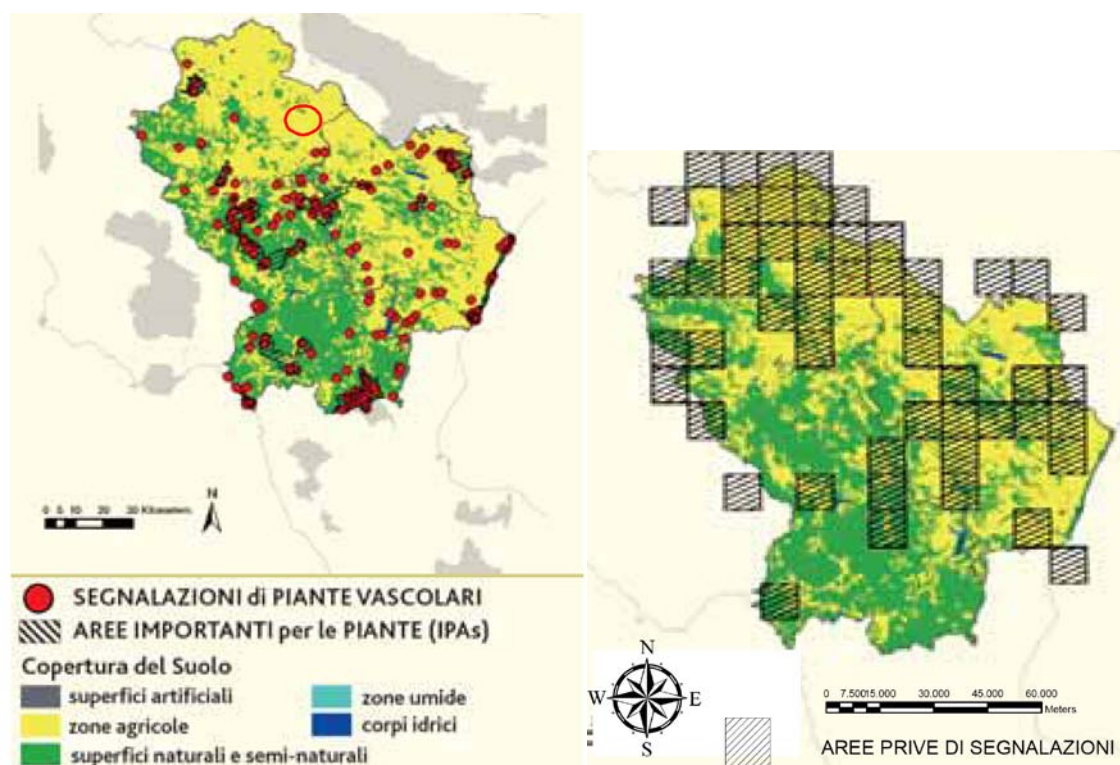 N
0 5 10 20 30 Kilometers
SEGNALAZIONI di PIANTE VASCOLARI
AREE IMPORTANTI per le PIANTE (IPAs)
Copertura del Suolo
superfici artificiali
zone umide
zone agricole
corpi idrici
superfici naturali e semi-naturali
N
W E
S
0 7.50015.000 30.000 45.000 60.000
Meters
AREE PRIVE DI SEGNALAZIONI